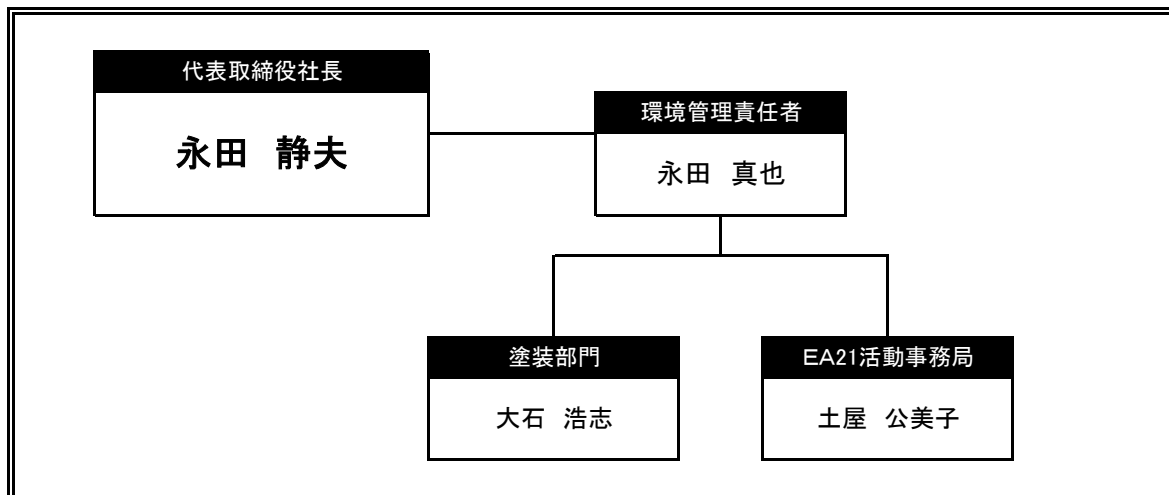 代表取締役社長
永田　静夫
環境管理責任者
永田　真也
塗装部門
大石　浩志
EA21活動事務局
土屋　公美子